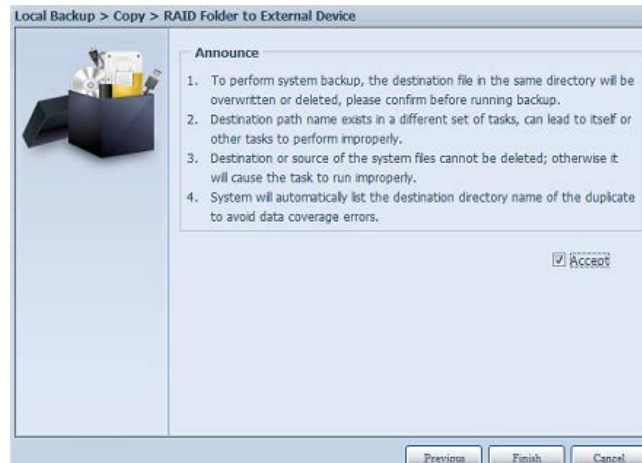 Local Backup > Copy > RAID Folder to External Device
Announce
1. To perform system backup, the destination file in the same directory will be
overwritten or deleted, please confirm before running backup.
2. Destination path name exists in a different set of tasks, can lead to itself or
other tasks to perform improperly.
3. Destination or source of the system files cannot be deleted; otherwise it
will cause the task to run improperly.
4. System will automatically list the destination directory name of the duplicate
to avoid data coverage errors.
Accept
Previous Finish Cancel